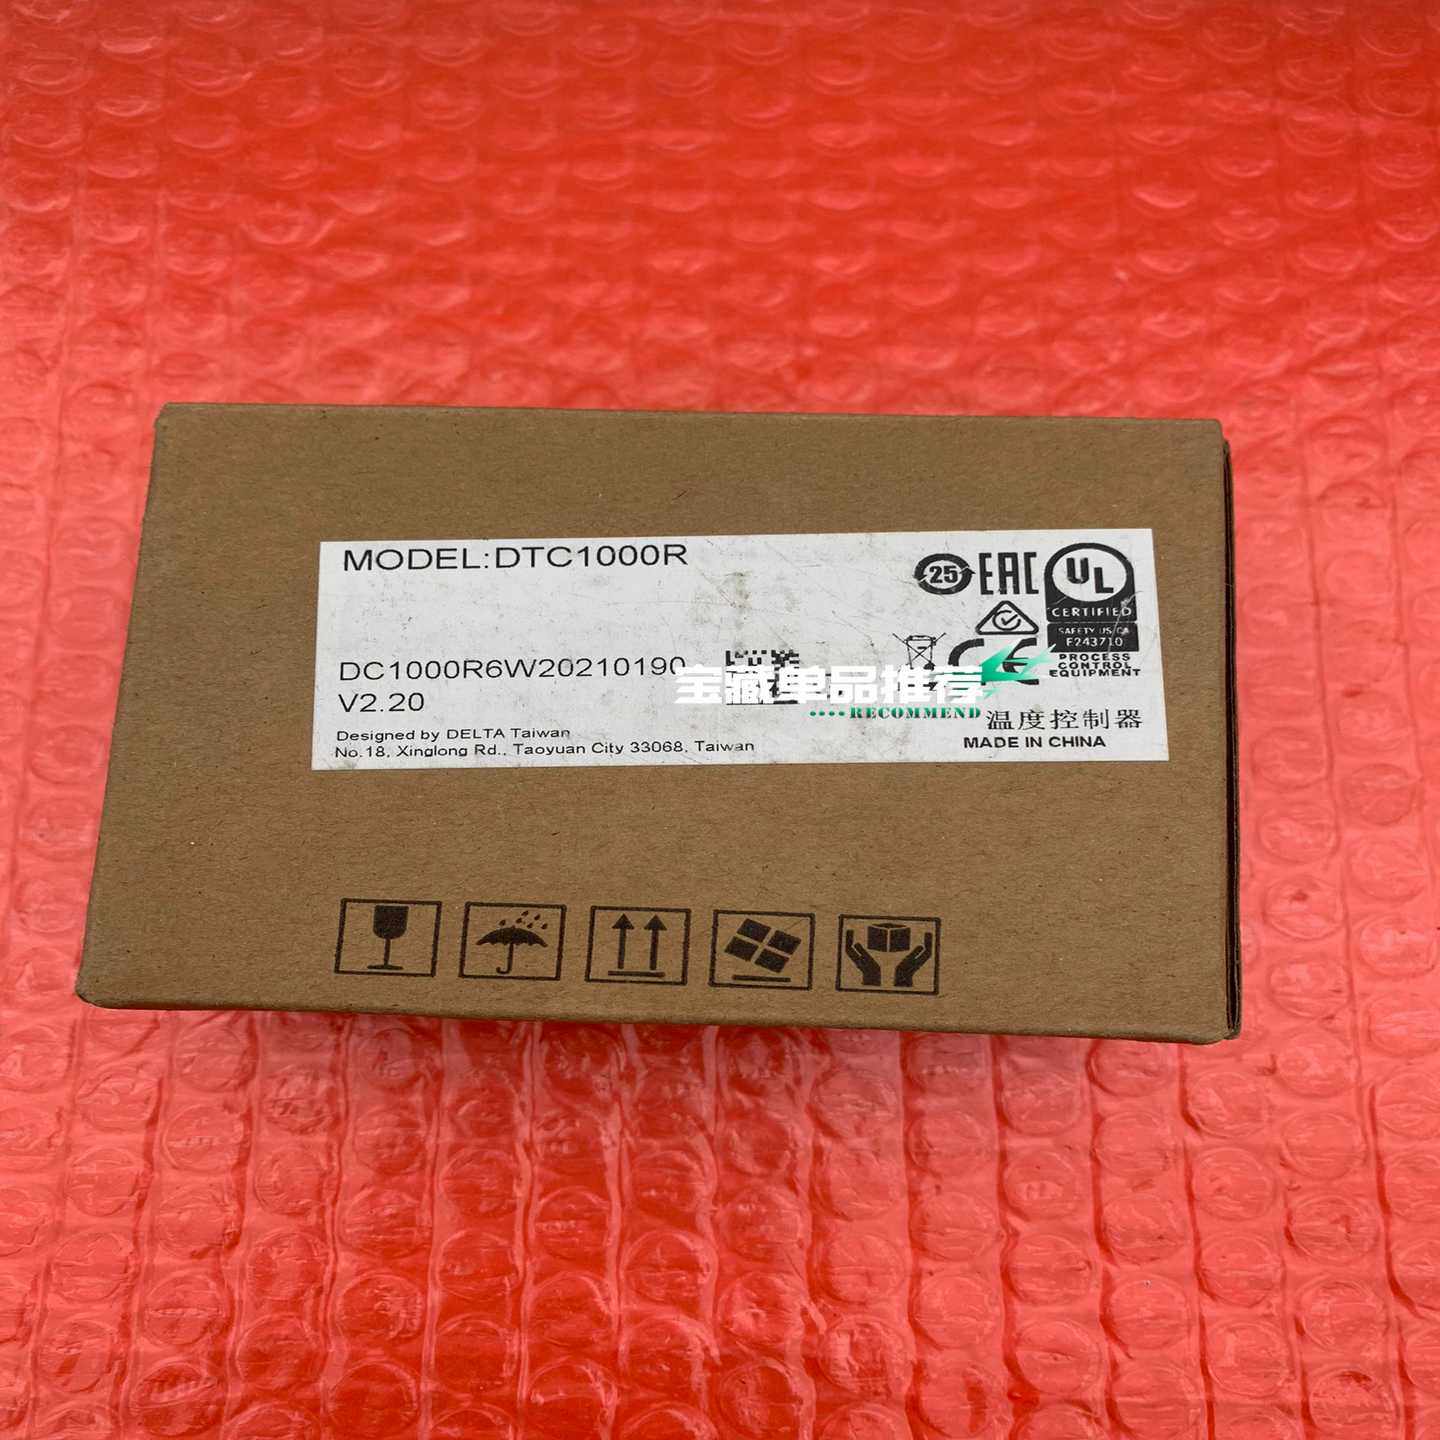 MODEL:DTC1000R
25
EAC
UL
CERTIFIED
SAFETY US CA
E243710
PROCESS
CONTROL
EQUIPMENT
CE
DC1000R6W20210190
V2.20
宝藏单品推荐
RECOMMEND
温度控制器
MADE IN CHINA
Designed by DELTA Taiwan
No.18, Xinglong Rd., Taoyuan City 33068, Taiwan